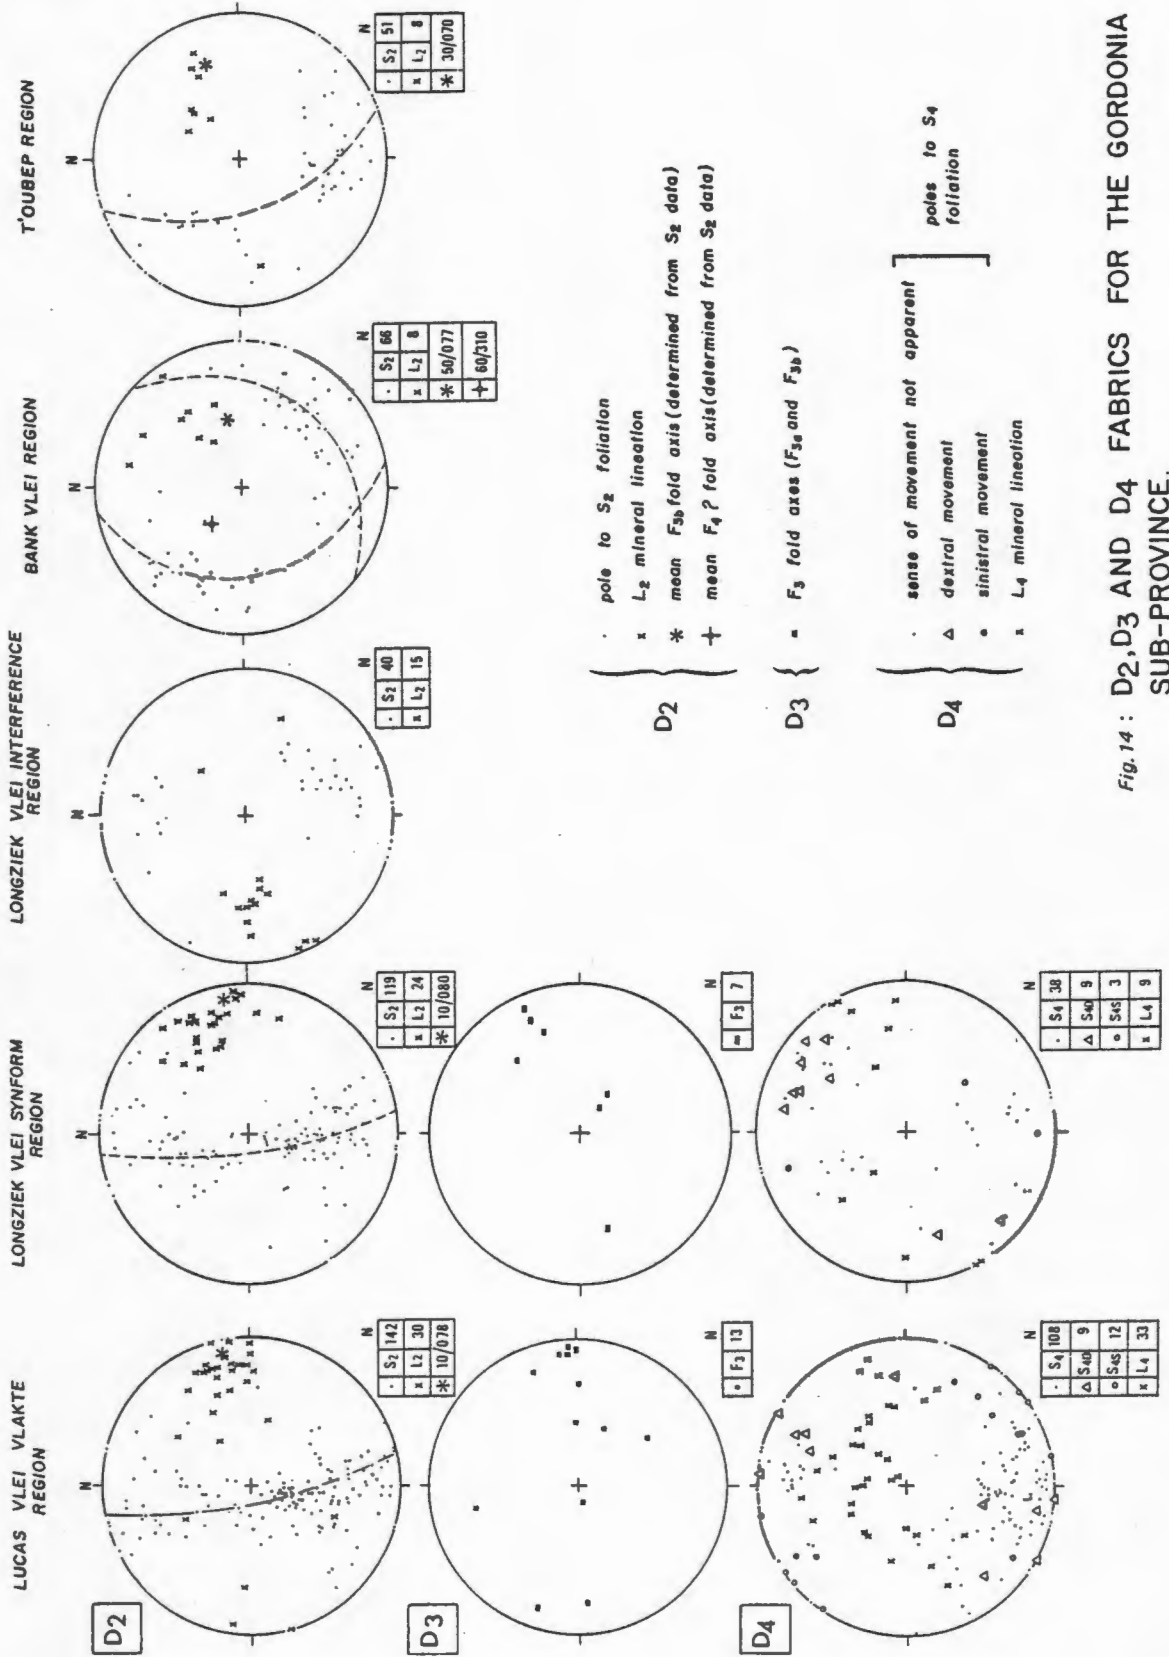 LUCAS VLEI VLAKTE
REGION
LONGZIEK VLEI SYNFORM
REGION
LONGZIEK VLEI INTERFERENCE
REGION
BANK VLEI REGION
T'OUBEP REGION
D2
N
N
· S2 142
x L2 30
* 10/078
N
N
· S2 119
x L2 24
* 10/080
N
N
· S2 40
x L2 15
N
N
· S2 66
x L2 8
* 50/077
+ 60/310
N
N
· S2 51
x L2 8
* 30/070
D3
N
F3 13
N
F3 7
D4
N
· S4 108
△ S4D 9
o S4S 12
x L4 33
N
· S4 38
△ S4D 9
o S4S 3
x L4 9
D2
· pole to S2 foliation
x L2 mineral lineation
* mean F3b fold axis (determined from S2 data)
+ mean F4? fold axis (determined from S2 data)
D3
F3 fold axes (F3a and F3b)
D4
· sense of movement not apparent
△ dextral movement
sinistral movement
x L4 mineral lineation
poles to S4
foliation
Fig. 14: D2,D3 AND D4 FABRICS FOR THE GORDONIA
SUB-PROVINCE.